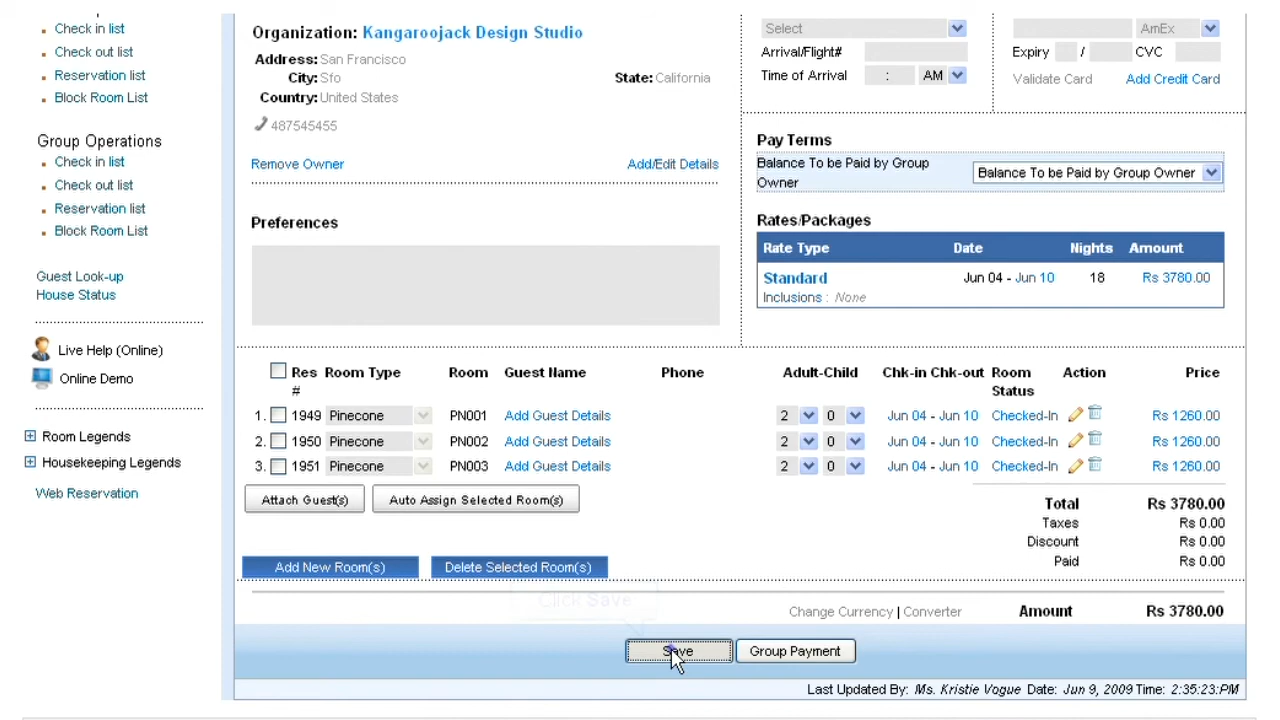 Check in list
Check out list
Reservation list
Block Room List
Group Operations
Check in list
Check out list
Reservation list
Block Room List
Guest Look-up
House Status
Live Help (Online)
Online Demo
Room Legends
Housekeeping Legends
Web Reservation
Organization: Kangaroojack Design Studio
Address: San Francisco
City: Sfo State: California
Country: United States
487545455
Remove Owner Add/Edit Details
Preferences
Select
Arrival/Flight#
Time of Arrival : AM
AmEx
Expiry / CVC
Validate Card Add Credit Card
Pay Terms
Balance To be Paid by Group
Owner
Balance To be Paid by Group Owner
Rates/Packages
Rate Type Date Nights Amount
Standard Jun 04 - Jun 10 18 Rs 3780.00
Inclusions : None
Res Room Type Room Guest Name Phone Adult-Child Chk-in Chk-out Room Action Price
# Status
1. 1949 Pinecone PN001 Add Guest Details 2 0 Jun 04 - Jun 10 Checked-In Rs 1260.00
2. 1950 Pinecone PN002 Add Guest Details 2 0 Jun 04 - Jun 10 Checked-In Rs 1260.00
3. 1951 Pinecone PN003 Add Guest Details 2 0 Jun 04 - Jun 10 Checked-In Rs 1260.00
Attach Guest(s) Auto Assign Selected Room(s)
Total Rs 3780.00
Taxes Rs 0.00
Discount Rs 0.00
Paid Rs 0.00
Add New Room(s) Delete Selected Room(s)
Click Save
Change Currency | Converter Amount Rs 3780.00
Save Group Payment
Last Updated By: Ms. Kristie Vogue Date: Jun 9, 2009 Time: 2:35:23:PM